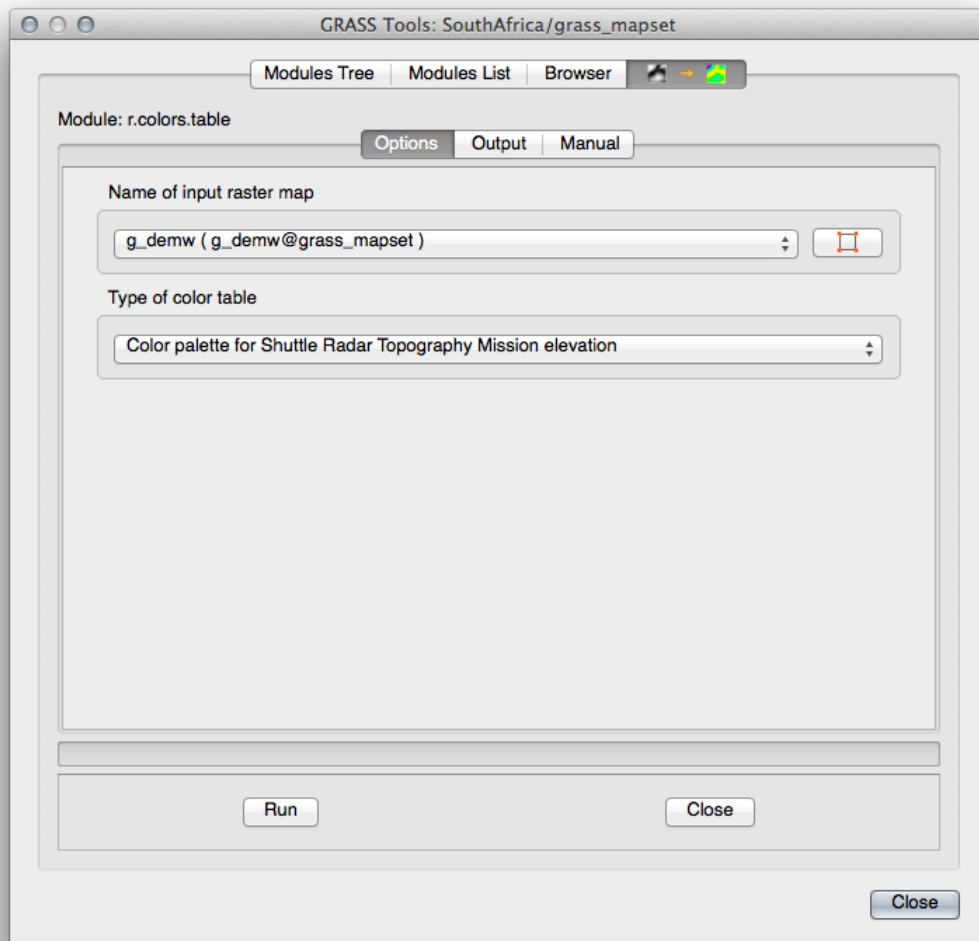 GRASS Tools: SouthAfrica/grass_mapset
Modules Tree Modules List Browser
Module: r.colors.table
Options Output Manual
Name of input raster map
g_demw ( g_demw@grass_mapset )
Type of color table
Color palette for Shuttle Radar Topography Mission elevation
Run Close
Close